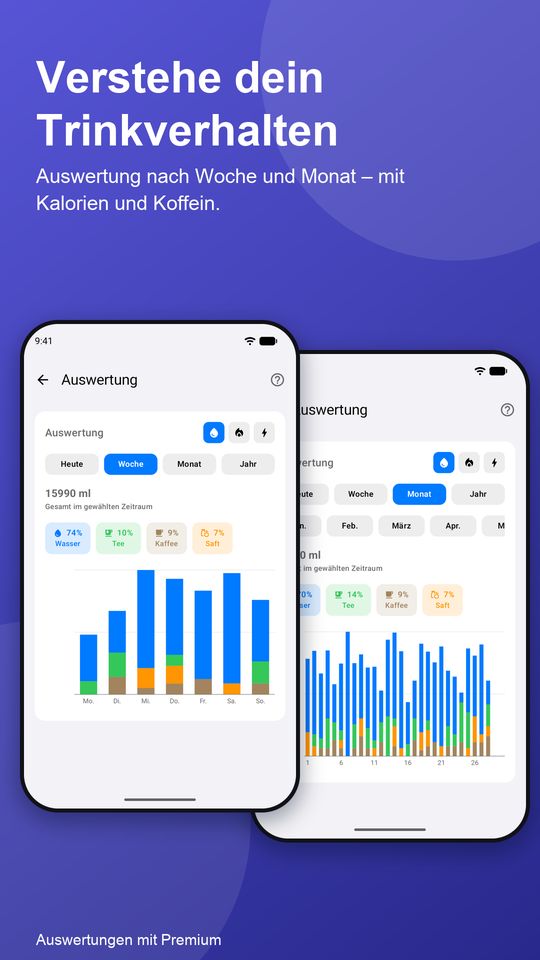 Verstehe dein
Trinkverhalten
Auswertung nach Woche und Monat – mit
Kalorien und Koffein.
9:41
Auswertung
Auswertung
Heute Woche Monat Jahr
15990 ml
Gesamt im gewählten Zeitraum
74% 10% 9% 7%
Wasser Tee Kaffee Saft
Mo. Di. Mi. Do. Fr. Sa. So.
uswertung
ertung
ute Woche Monat Jahr
n. Feb. März Apr. M
0 ml
t im gewählten Zeitraum
70% 14% 9% 7%
ser Tee Kaffee Saft
1 6 11 16 21 26
Auswertungen mit Premium